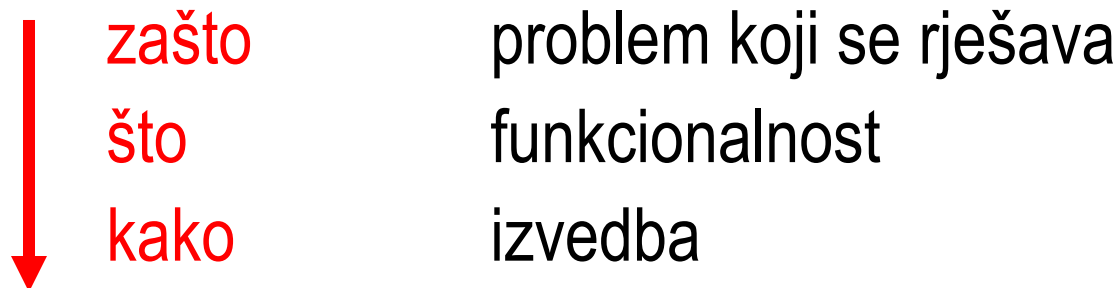 zašto problem koji se rješava
što funkcionalnost
kako izvedba